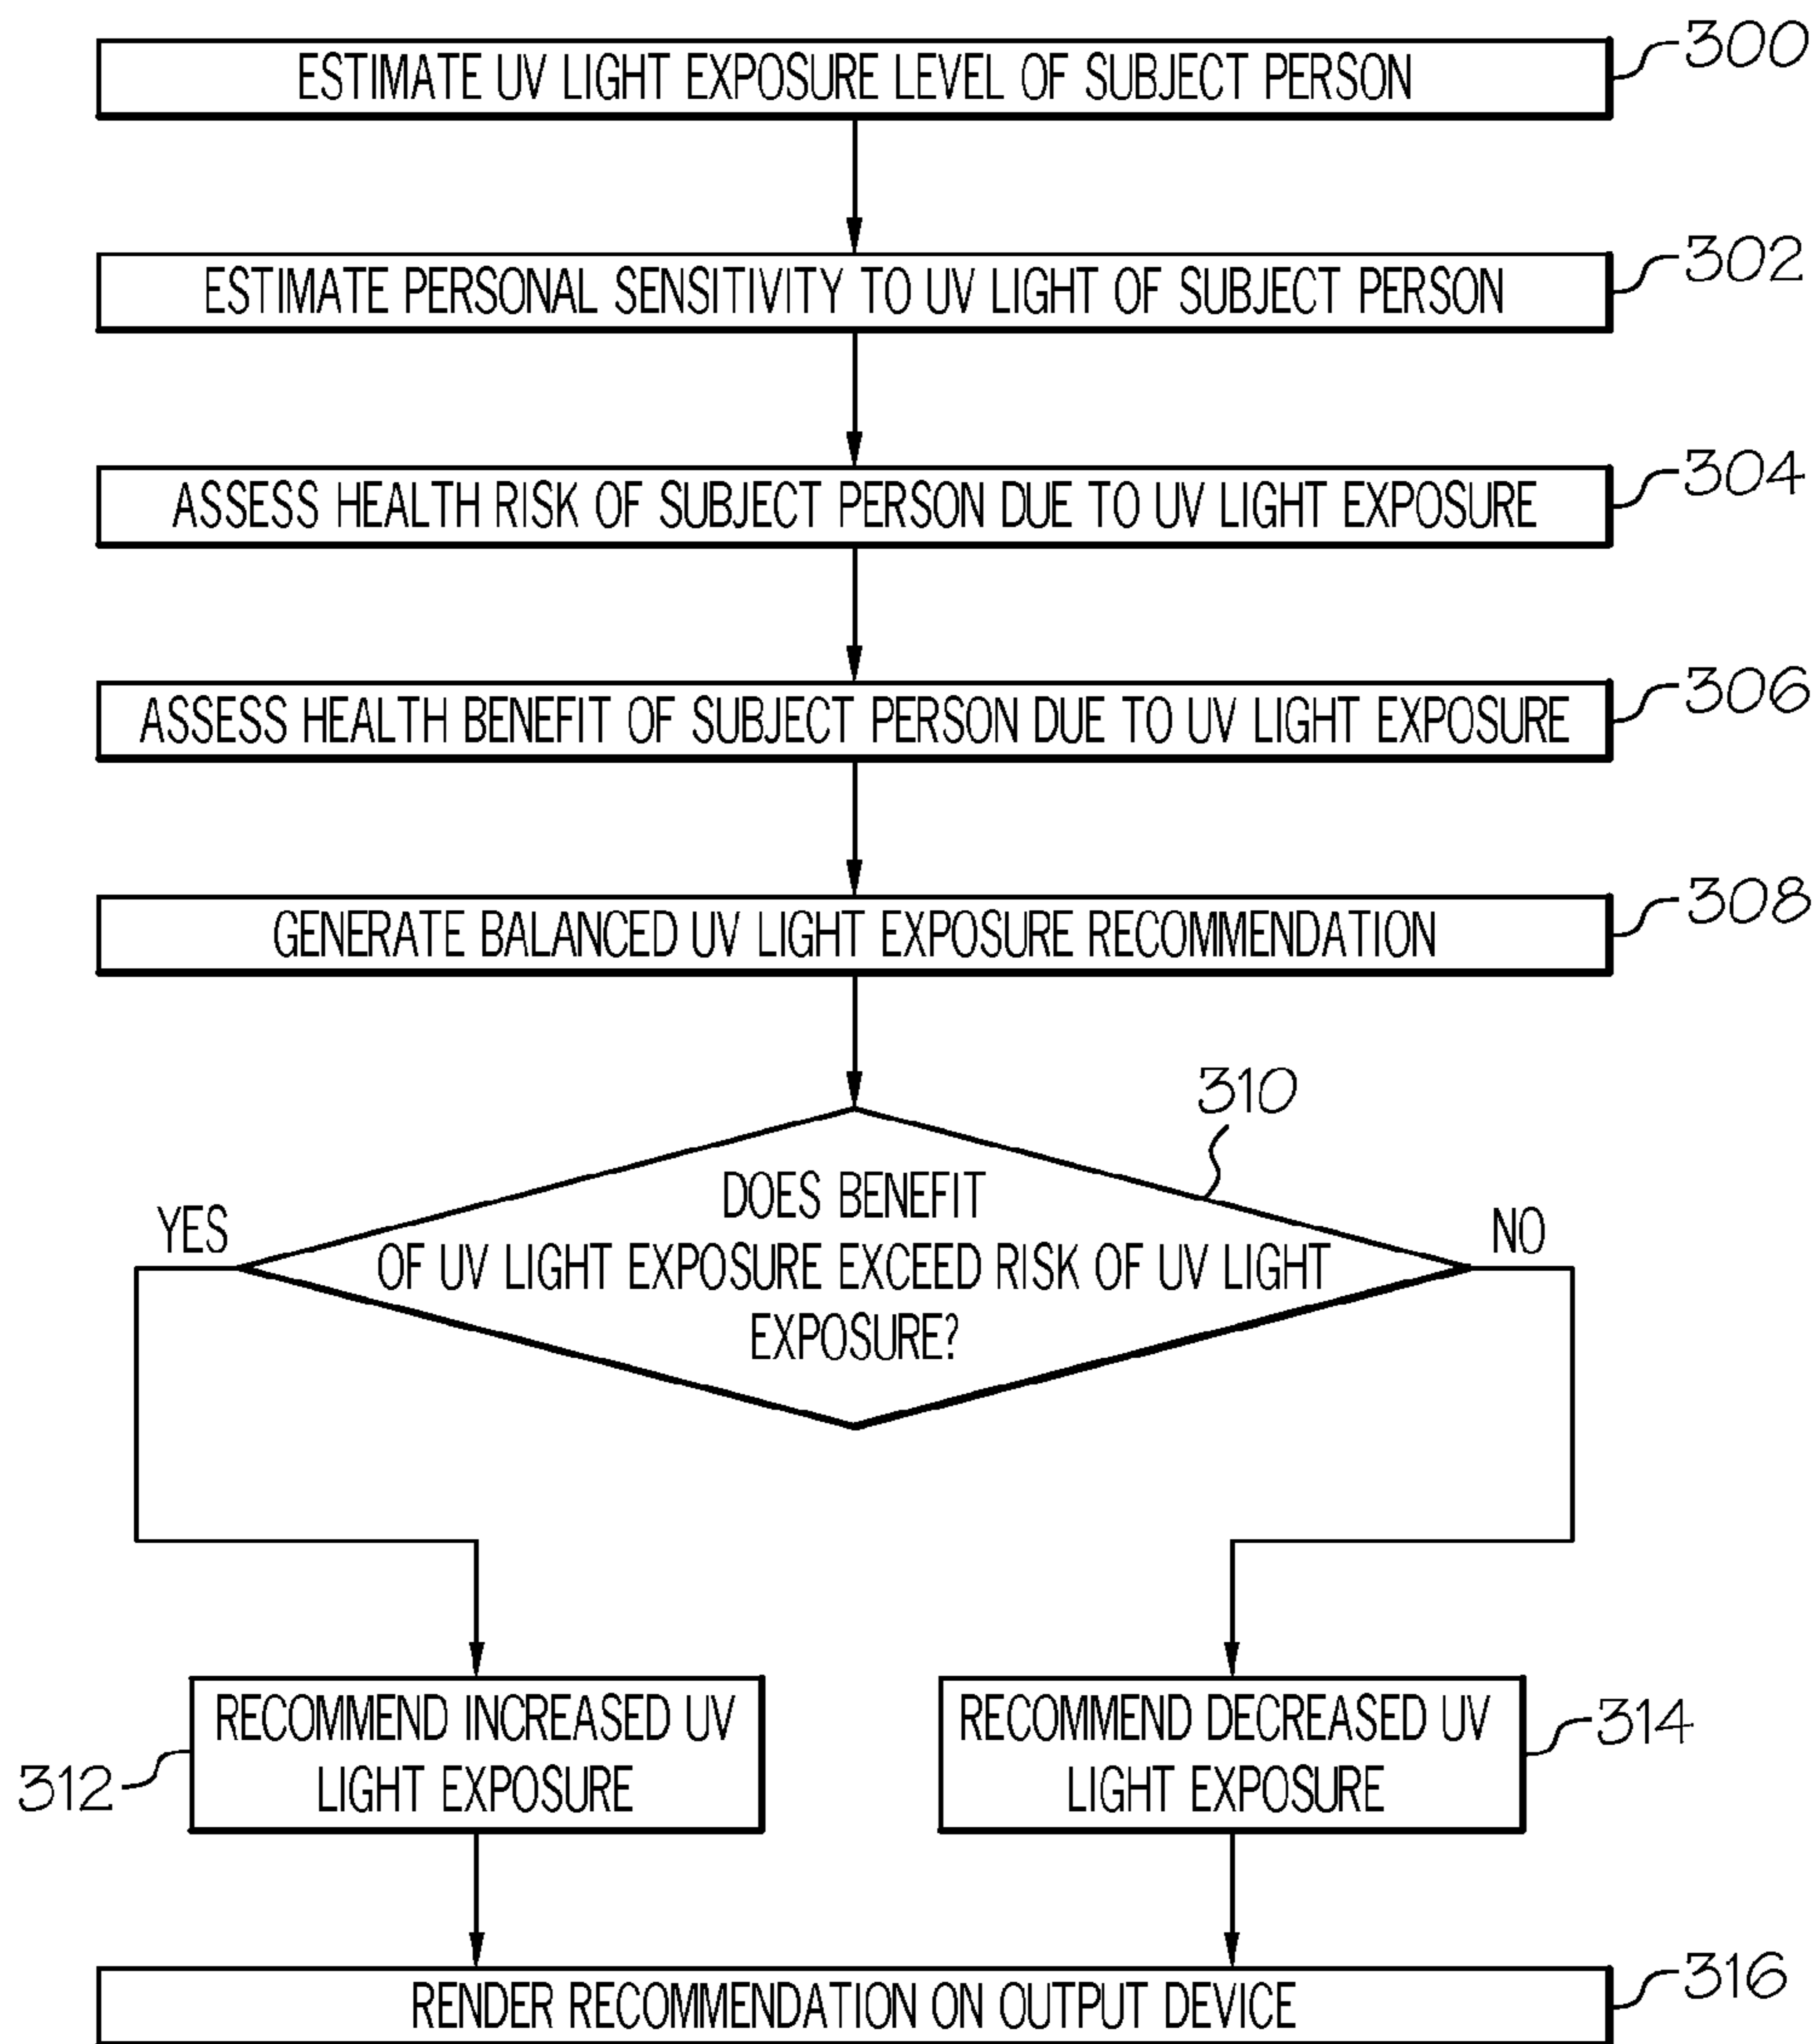 ESTIMATE UV LIGHT EXPOSURE LEVEL OF SUBJECT PERSON
300
ESTIMATE PERSONAL SENSITIVITY TO UV LIGHT OF SUBJECT PERSON
302
ASSESS HEALTH RISK OF SUBJECT PERSON DUE TO UV LIGHT EXPOSURE
304
ASSESS HEALTH BENEFIT OF SUBJECT PERSON DUE TO UV LIGHT EXPOSURE
306
GENERATE BALANCED UV LIGHT EXPOSURE RECOMMENDATION
308
310
DOES BENEFIT
OF UV LIGHT EXPOSURE EXCEED RISK OF UV LIGHT
EXPOSURE?
YES
NO
RECOMMEND INCREASED UV
LIGHT EXPOSURE
312
RECOMMEND DECREASED UV
LIGHT EXPOSURE
314
RENDER RECOMMENDATION ON OUTPUT DEVICE
316